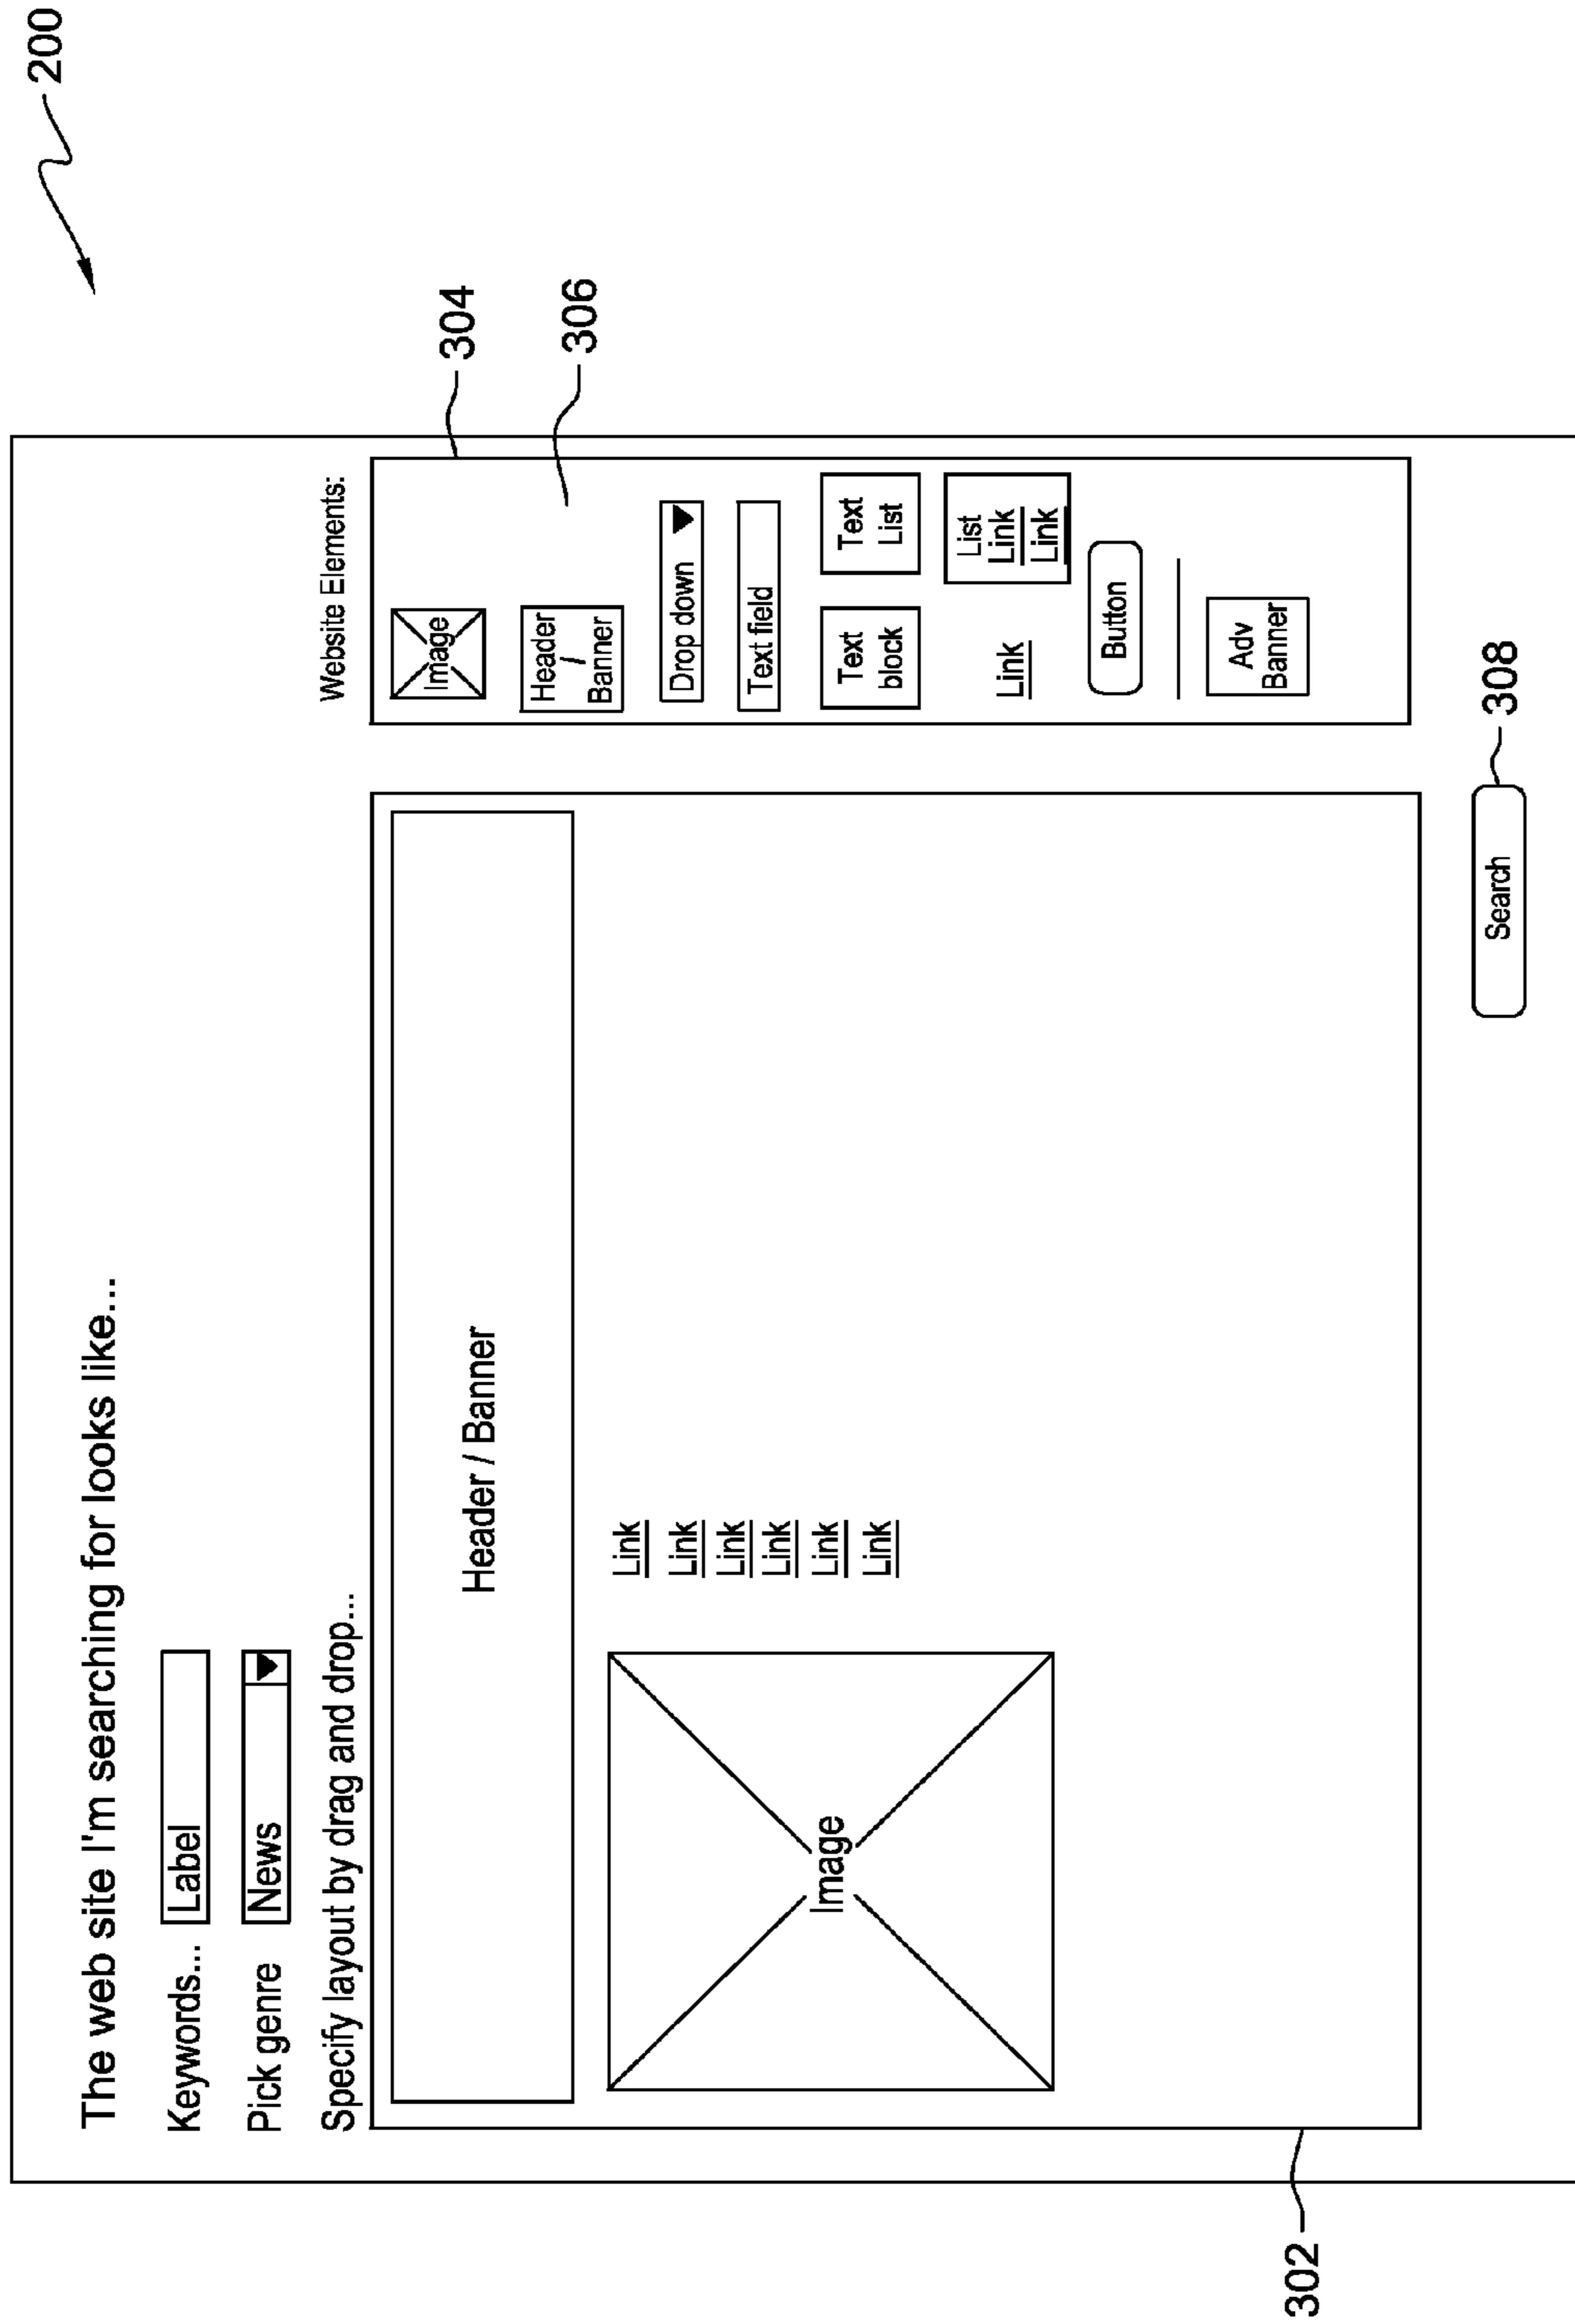 200
The web site I'm searching for looks like...
Keywords... Label
Pick genre News
Specify layout by drag and drop...
Website Elements:
Header / Banner
Image
Link
Link
Link
Link
Link
Link
Image
Header
/
Banner
Drop down
Text field
Text
block
Text
List
Link
List
Link
Link
Button
Adv
Banner
304
306
302
Search
308